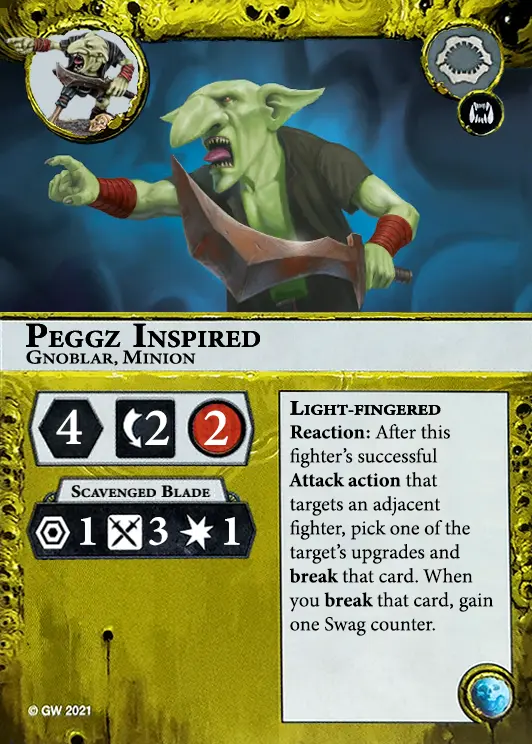 Peggz Inspired
Gnoblar, Minion
4 2 2
Scavenged Blade
1 3 1
Light-fingered
Reaction: After this
fighter's successful
Attack action that
targets an adjacent
fighter, pick one of the
target's upgrades and
break that card. When
you break that card, gain
one Swag counter.
© GW 2021